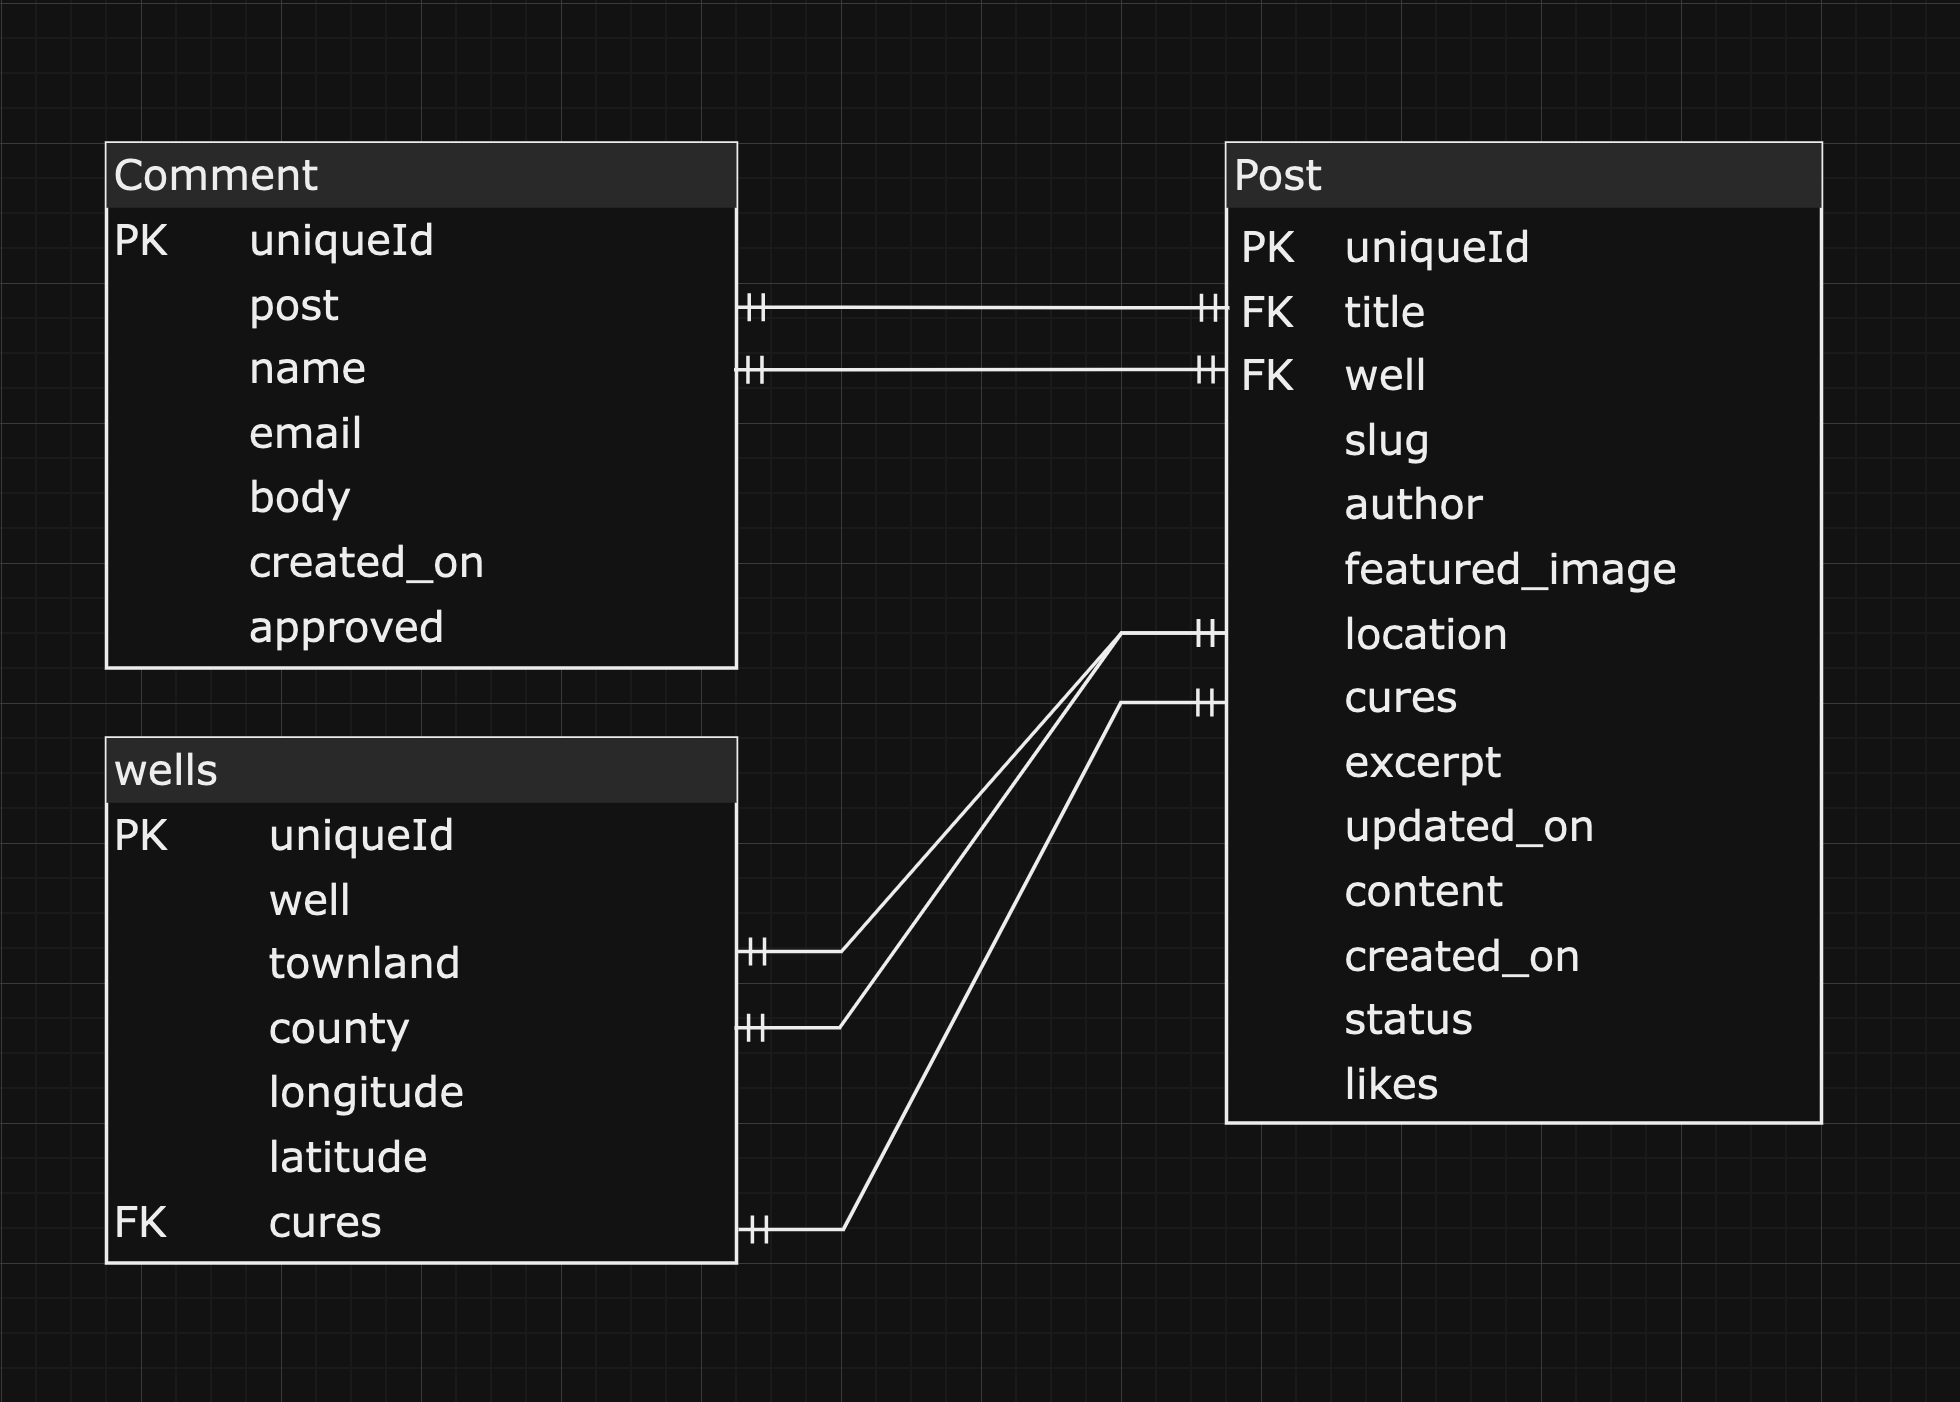 Comment
PK uniqueId
post
name
email
body
created_on
approved
wells
PK uniqueId
well
townland
county
longitude
latitude
FK cures
Post
PK uniqueId
FK title
FK well
slug
author
featured_image
location
cures
excerpt
updated_on
content
created_on
status
likes